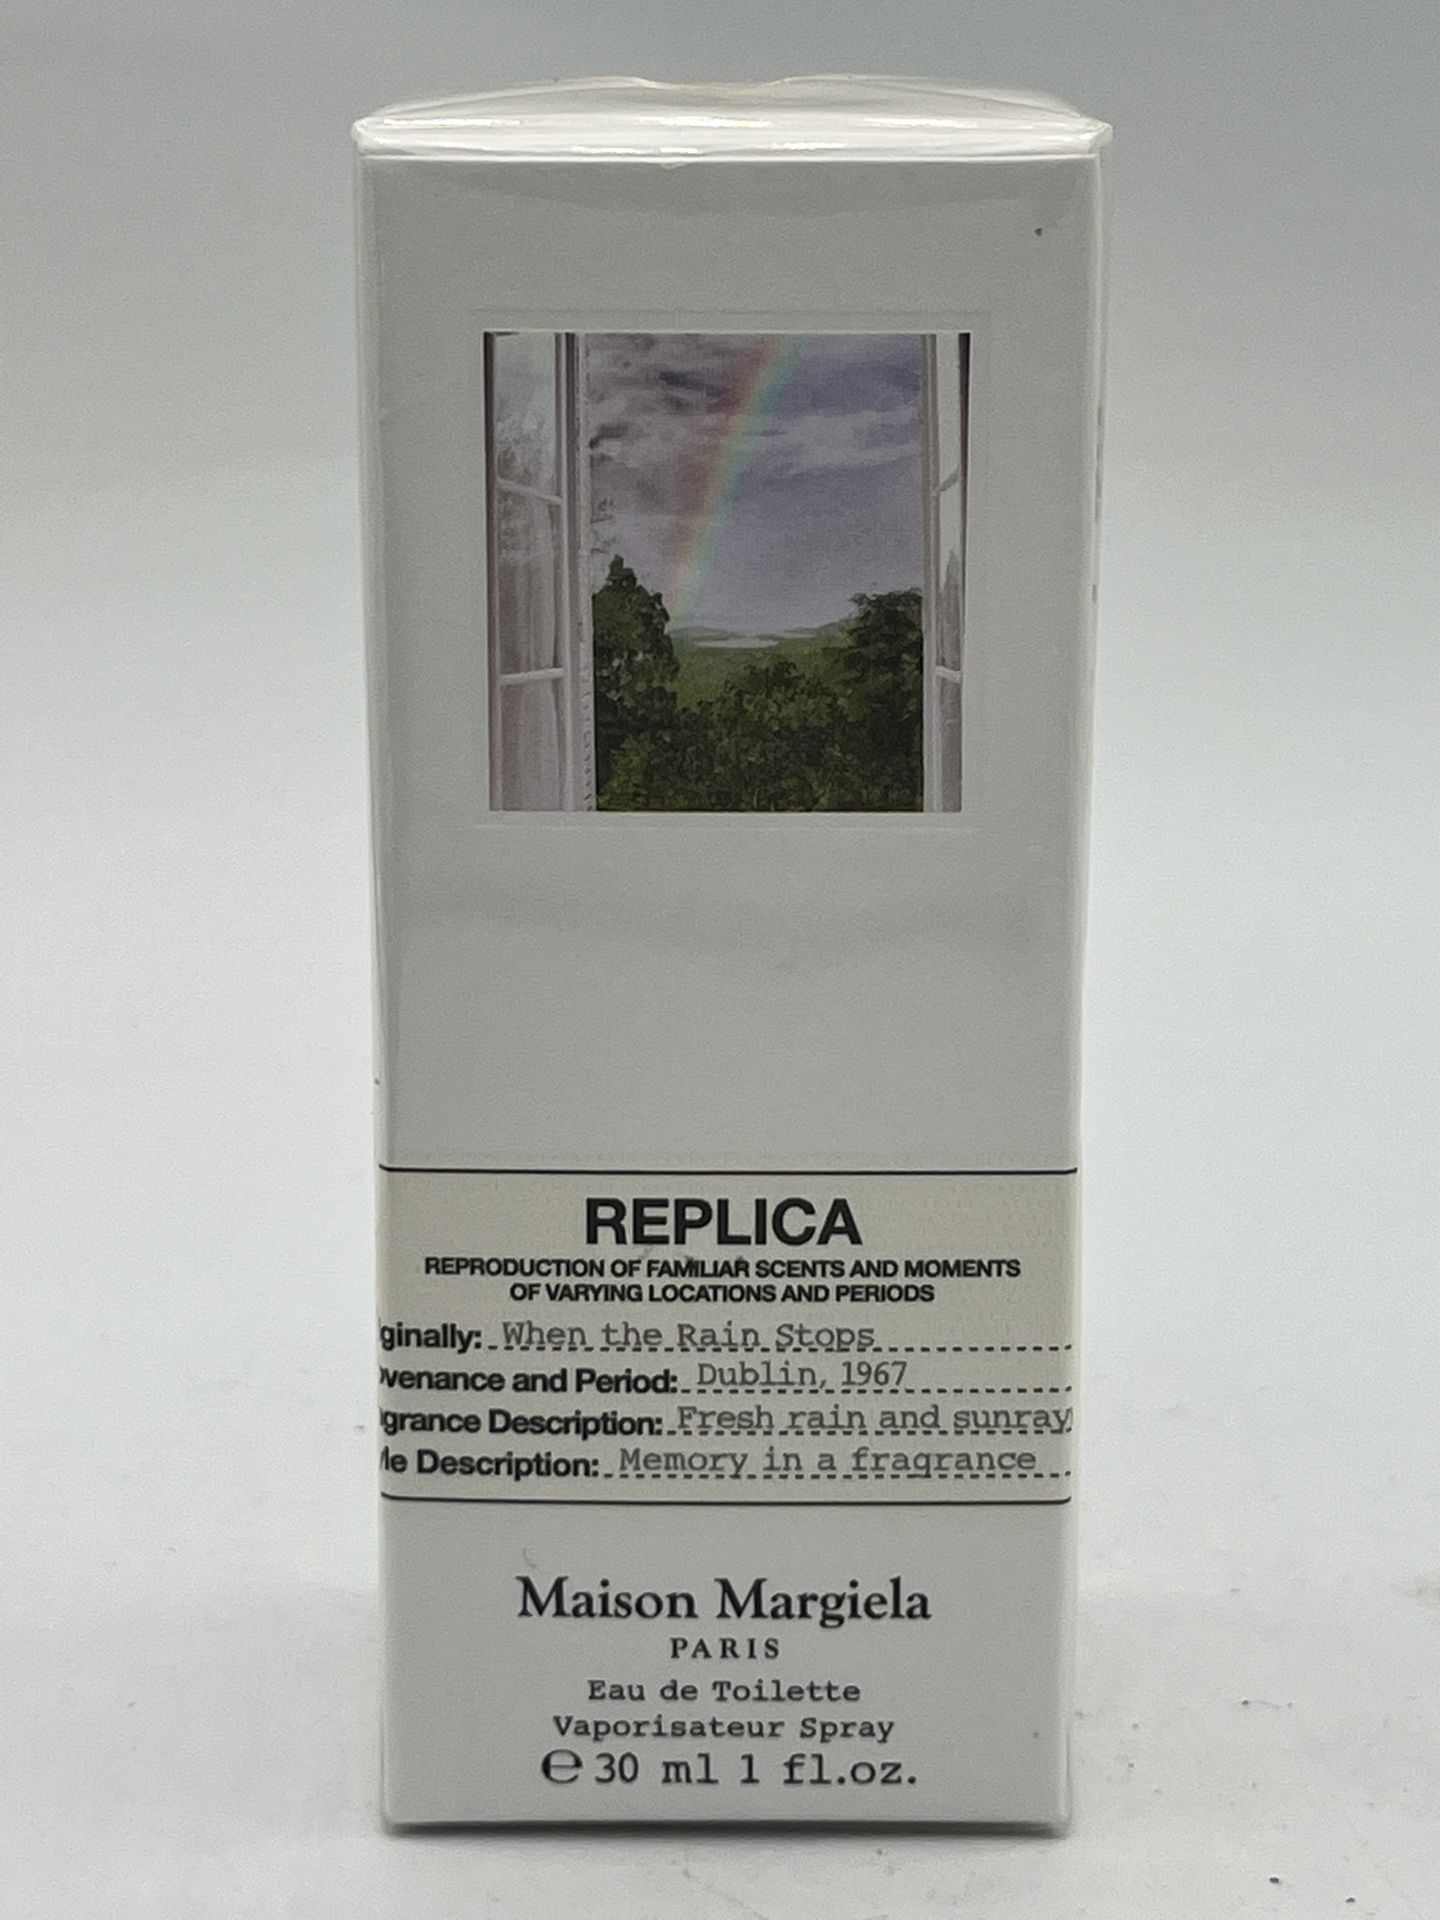 REPLICA
REPRODUCTION OF FAMILIAR SCENTS AND MOMENTS
OF VARYING LOCATIONS AND PERIODS
ginally: When the Rain Stops
venance and Period: Dublin, 1967
grance Description: Fresh rain and sunray
le Description: Memory in a fragrance
Maison Margiela
PARIS
Eau de Toilette
Vaporisateur Spray
℮ 30 ml 1 fl.oz.